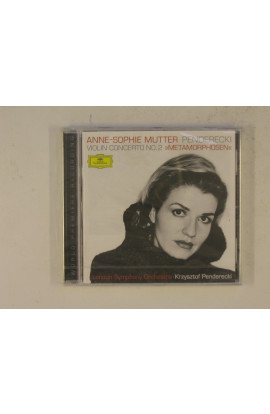 ANNE-SOPHIE MUTTER PENDERECKI
VIOLIN CONCERTO NO.2 »METAMORPHOSEN«
London Symphony Orchestra · Krzysztof Penderecki